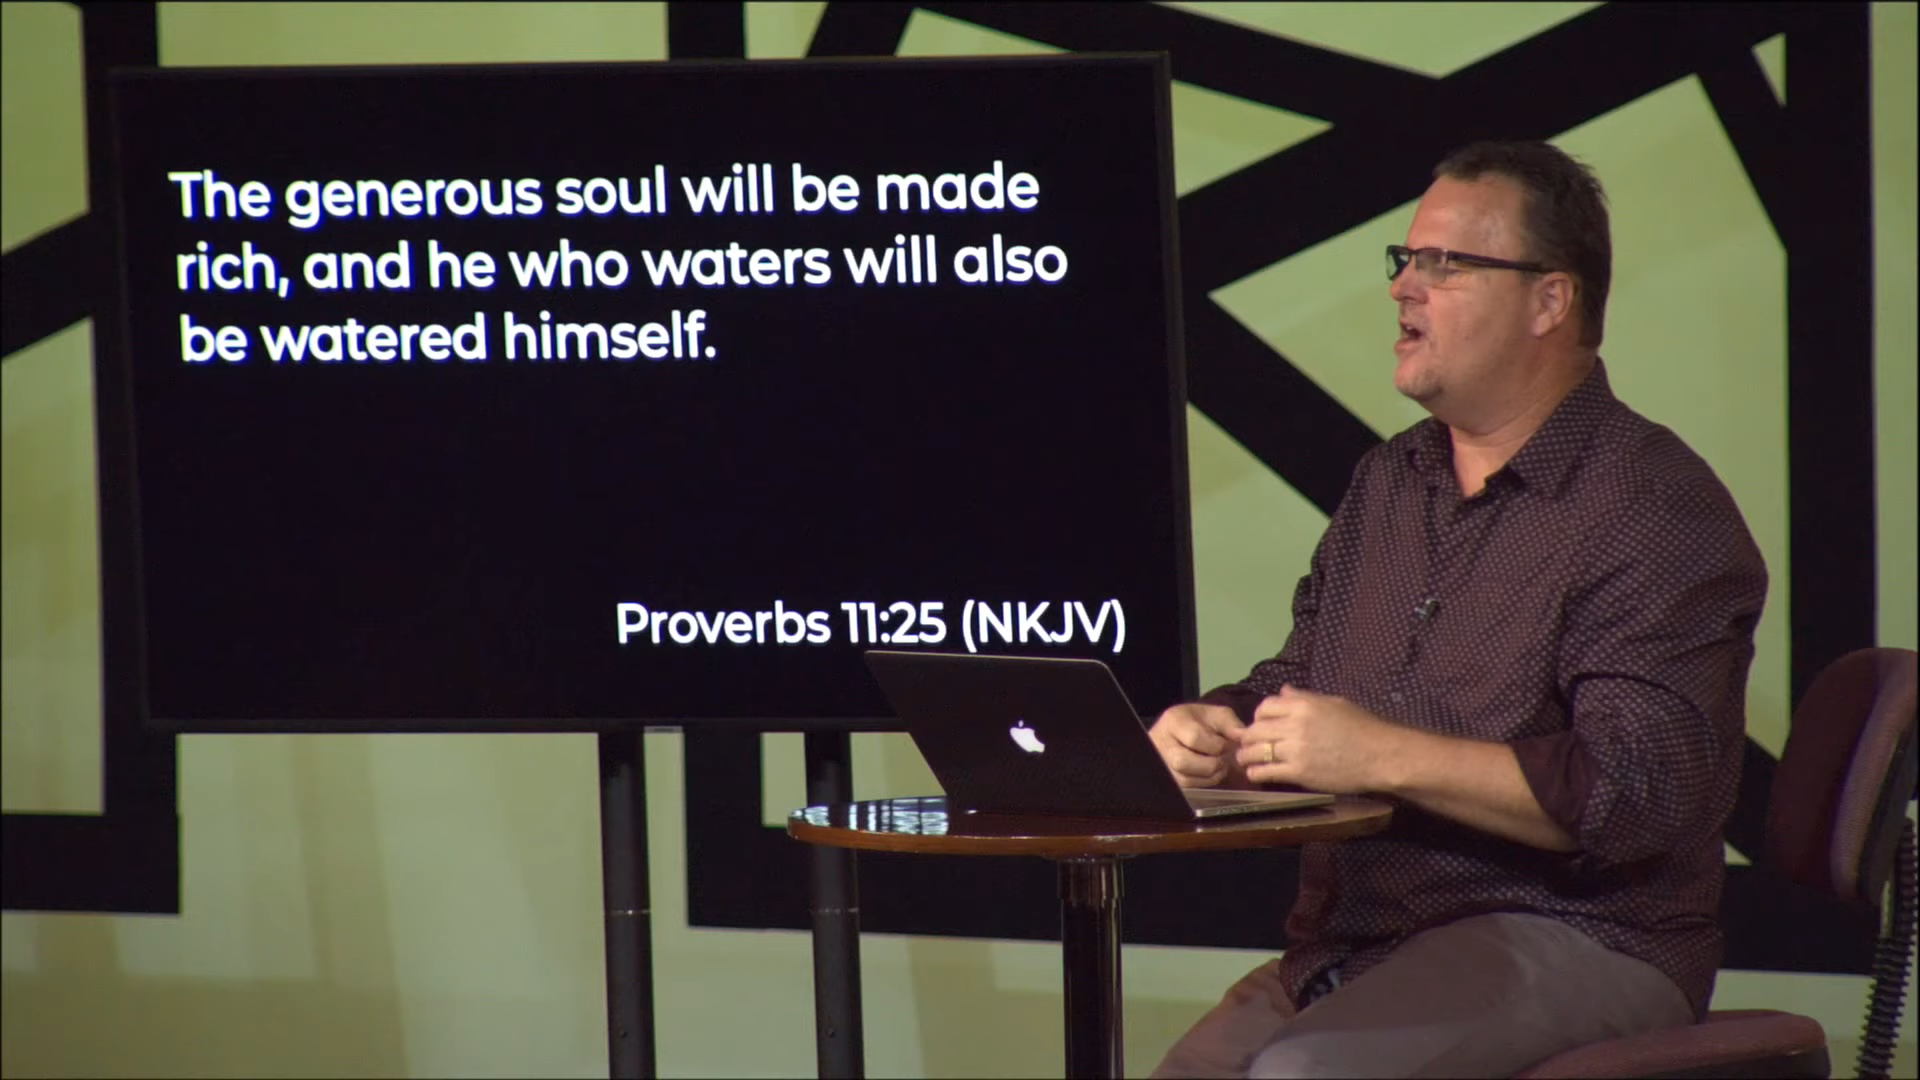 The generous soul will be made
rich, and he who waters will also
be watered himself.
Proverbs 11:25 (NKJV)